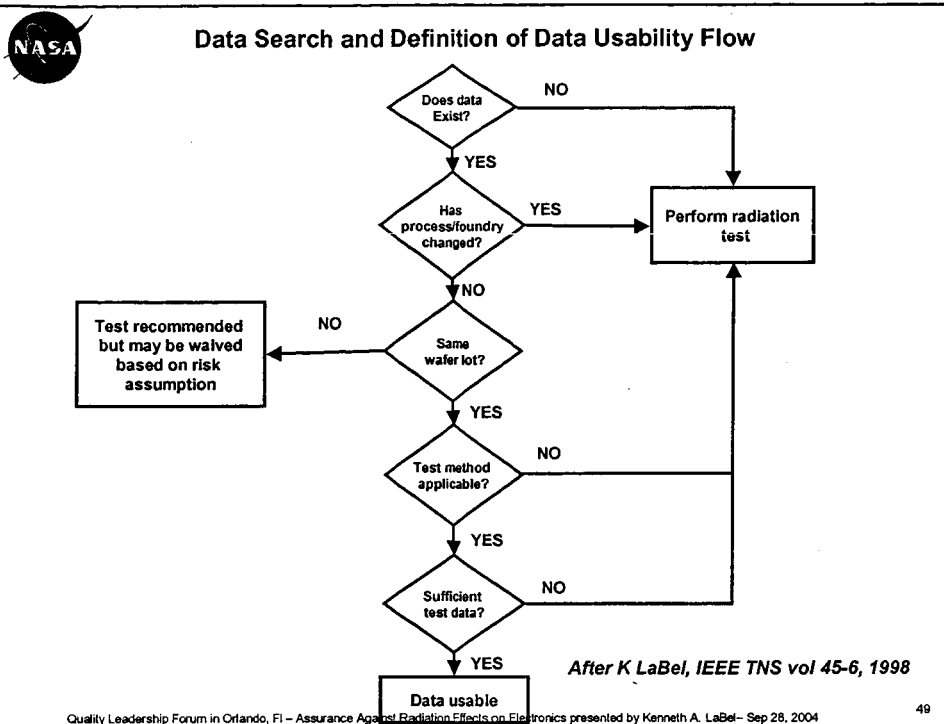 NASA
Data Search and Definition of Data Usability Flow
Does data
Exist?
NO
YES
Has
process/foundry
changed?
YES
Perform radiation
test
NO
Test recommended
but may be waived
based on risk
assumption
NO
Same
wafer lot?
YES
Test method
applicable?
NO
YES
Sufficient
test data?
NO
YES
After K LaBel, IEEE TNS vol 45-6, 1998
Data usable
Quality Leadership Forum in Orlando, Fl – Assurance Against Radiation Effects on Electronics presented by Kenneth A. LaBel– Sep 28, 2004
49